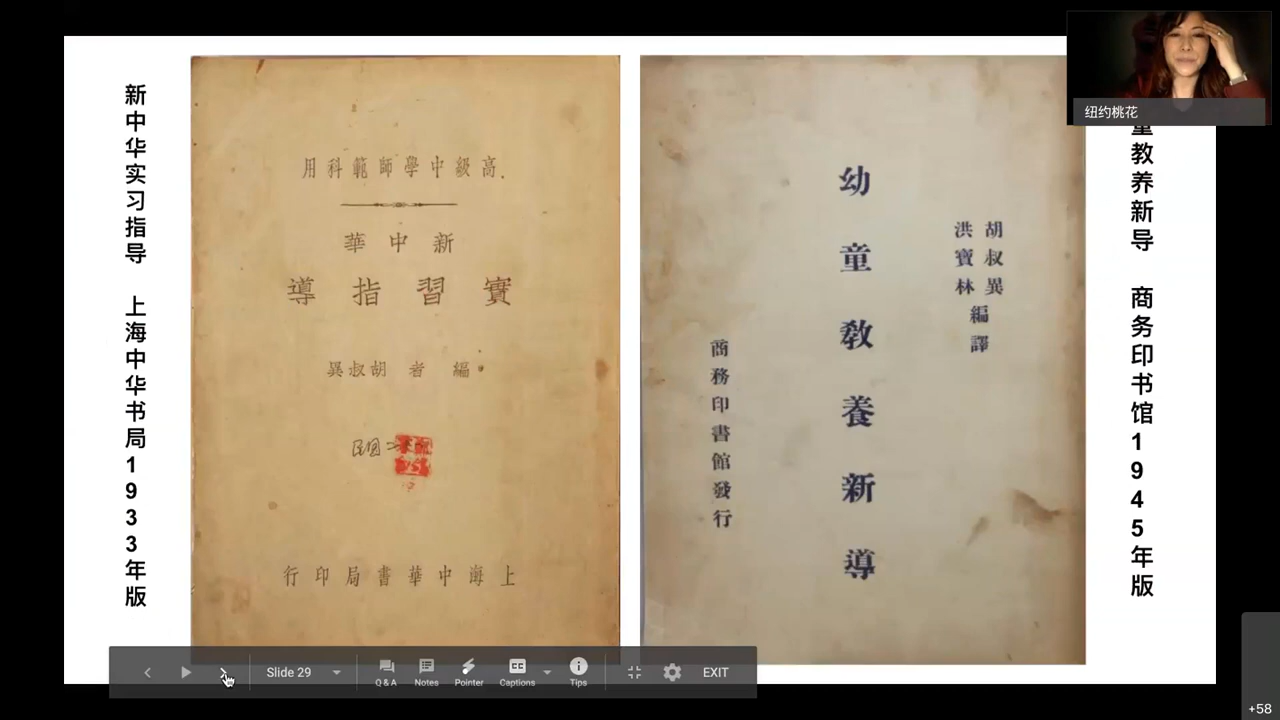 新中华实习指导 上海中华书局1933年版
高級中學師範科用
新中華
實習指導
編者 胡叔異
民国二
上海中華書局印行
胡叔異
洪寶林
編譯
幼童教養新導
商務印書館發行
童教养新导 商务印书馆1945年版
纽约桃花
Slide 29
Q & A
Notes
Pointer
Captions
Tips
EXIT
+58